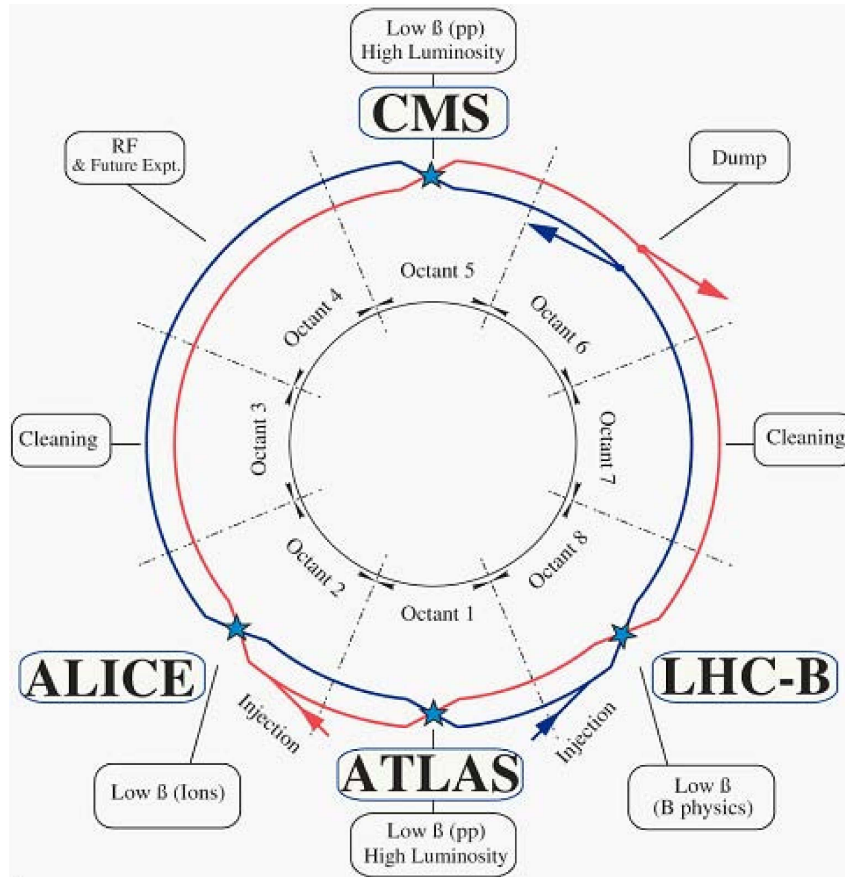 Low ß (pp)
High Luminosity
CMS
RF
& Future Expt.
Dump
Octant 5
Octant 4
Octant 6
Cleaning
Octant 3
Octant 7
Cleaning
Octant 2
Octant 8
Octant 1
ALICE
LHC-B
Injection
Injection
ATLAS
Low ß (Ions)
Low ß
(B physics)
Low ß (pp)
High Luminosity